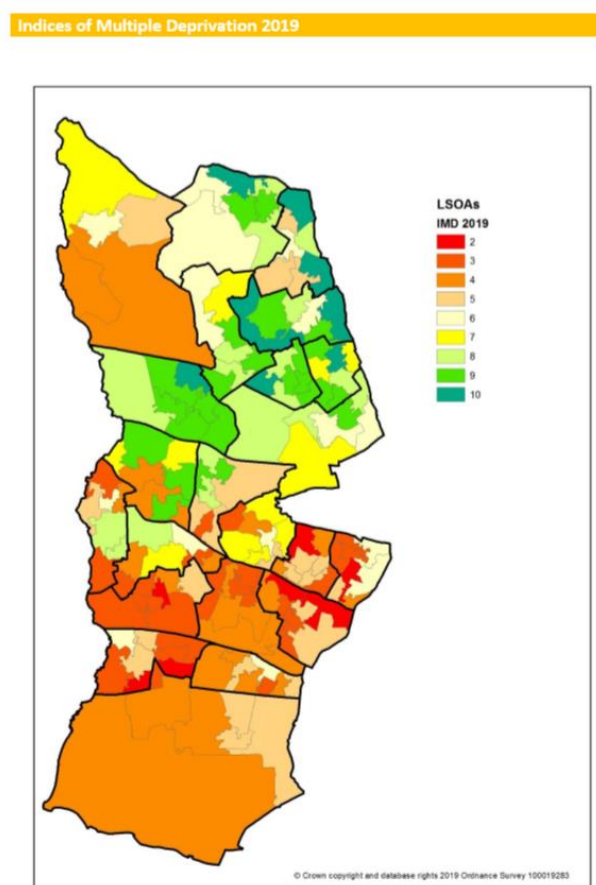 Indices of Multiple Deprivation 2019
LSOAs
IMD 2019
2
3
4
5
6
7
8
9
10
© Crown copyright and database rights 2019 Ordnance Survey 100019283